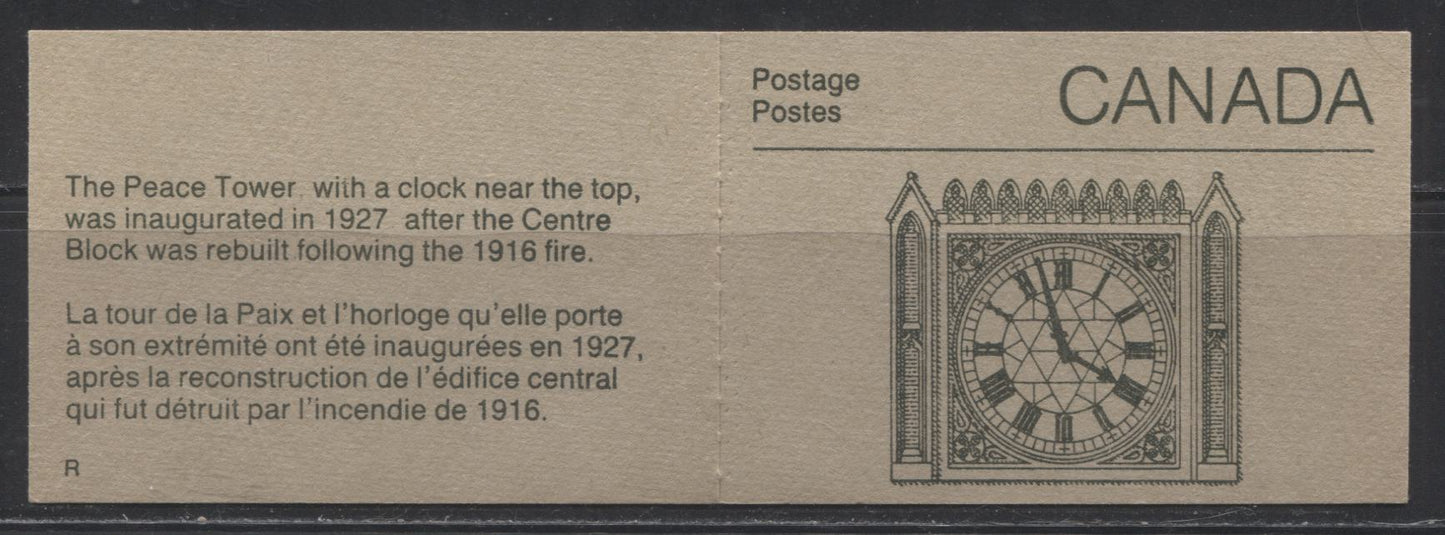 The Peace Tower with a clock near the top,
was inaugurated in 1927 after the Centre
Block was rebuilt following the 1916 fire.
La tour de la Paix et l'horloge qu'elle porte
à son extrémité ont été inaugurées en 1927,
après la reconstruction de l'édifice central
qui fut détruit par l'incendie de 1916.
R
Postage
Postes
CANADA